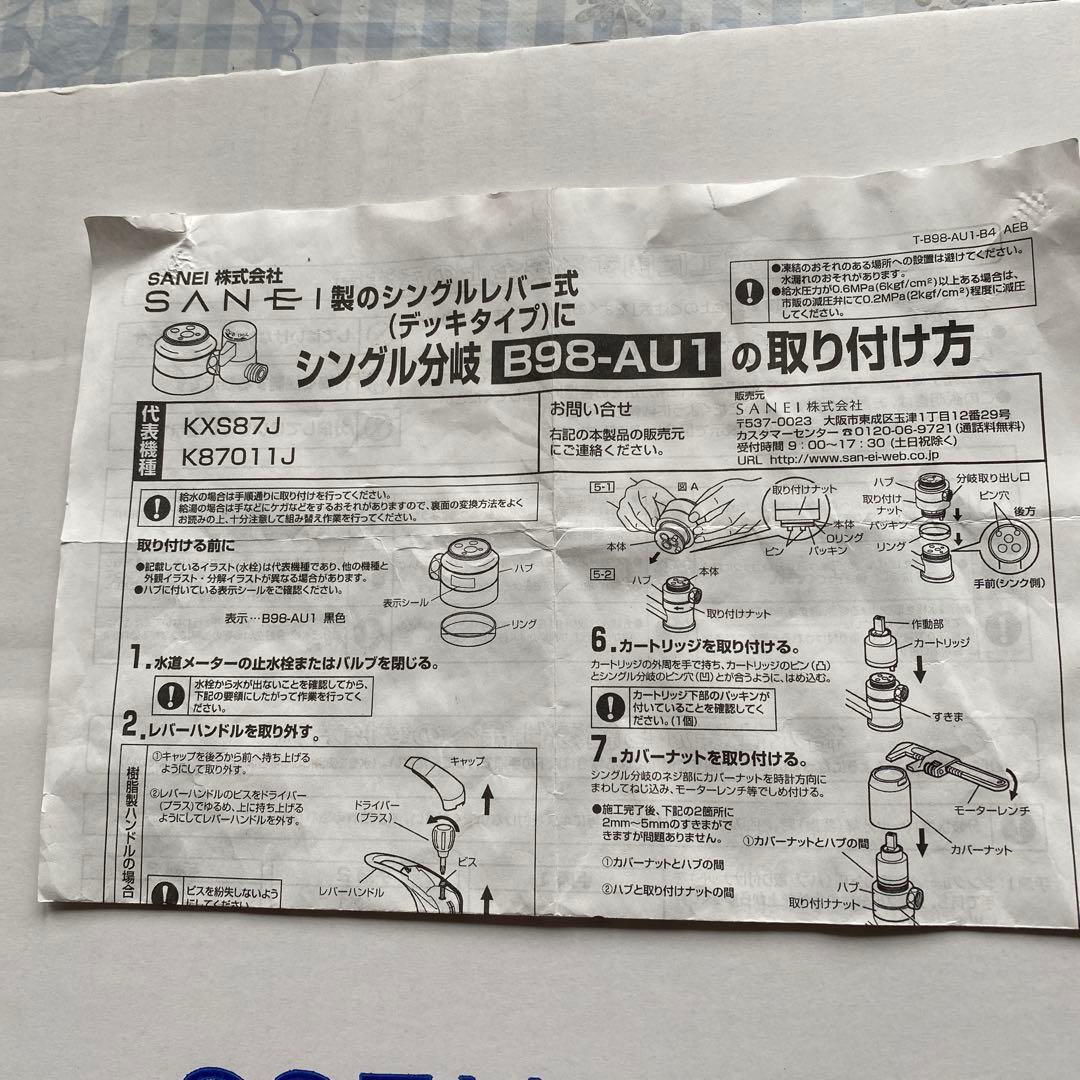 T-B98-AU1-B4 AEB
●凍結のおそれのある場所への設置は避けてください。
水漏れのおそれがあります。
●給水圧力が0.6MPa(6kgf/cm²)以上ある場合は、
市販の減圧弁にて0.2MPa(2kgf/cm²)程度に減圧
してください。
SANEI 株式会社
SANEI 製のシングルレバー式
(デッキタイプ)に
シングル分岐 B98-AU1 の取り付け方
代表機種
KXS87J
K87011J
お問い合せ
右記の本製品の販売元
にご連絡ください。
販売元
SANEI 株式会社
〒537-0023 大阪市東成区玉津1丁目12番29号
カスタマーセンター ☎0120-06-9721(通話料無料)
受付時間 9:00〜17:30 (土日祝除く)
URL http://www.san-ei-web.co.jp
給水の場合は手順通りに取り付けを行ってください。
給湯の場合は手などにケガなどをするおそれがありますので、裏面の変換方法をよく
お読みの上、十分注意して組み替え作業を行ってください。
取り付ける前に
●記載しているイラスト(水栓)は代表機種であり、他の機種と
外観イラスト・分解イラストが異なる場合があります。
●ハブに付いている表示シールをご確認ください。
表示…B98-AU1 黒色
ハブ
表示シール
リング
1.水道メーターの止水栓またはバルブを閉じる。
水栓から水が出ないことを確認してから、
下記の要領にしたがって作業を行ってく
ださい。
2.レバーハンドルを取り外す。
樹脂製ハンドルの場合
①キャップを後ろから前へ持ち上げる
ようにして取り外す。
②レバーハンドルのビスをドライバー
(プラス)でゆるめ、上に持ち上げる
ようにしてレバーハンドルを外す。
キャップ
ドライバー
(プラス)
ビス
レバーハンドル
ビスを紛失しないよう
にしてください
5-1
図A
取り付けナット
本体
Oリング
パッキン
ピン
本体
5-2
ハブ
本体
取り付けナット
ハブ
取り付け
ナット
パッキン
リング
分岐取り出し口
ピン穴
後方
手前(シンク側)
6.カートリッジを取り付ける。
カートリッジの外周を手で持ち、カートリッジのピン(凸)
とシングル分岐のピン穴(凹)とが合うように、はめ込む。
カートリッジ下部のパッキンが
付いていることを確認してく
ださい。(1個)
作動部
カートリッジ
すきま
7.カバーナットを取り付ける。
シングル分岐のネジ部にカバーナットを時計方向に
まわしてねじ込み、モーターレンチ等でしめ付ける。
●施工完了後、下記の2箇所に
2mm〜5mmのすきまがで
きますが問題ありません。
①カバーナットとハブの間
②ハブと取り付けナットの間
モーターレンチ
カバーナット
①カバーナットとハブの間
ハブ
取り付けナット